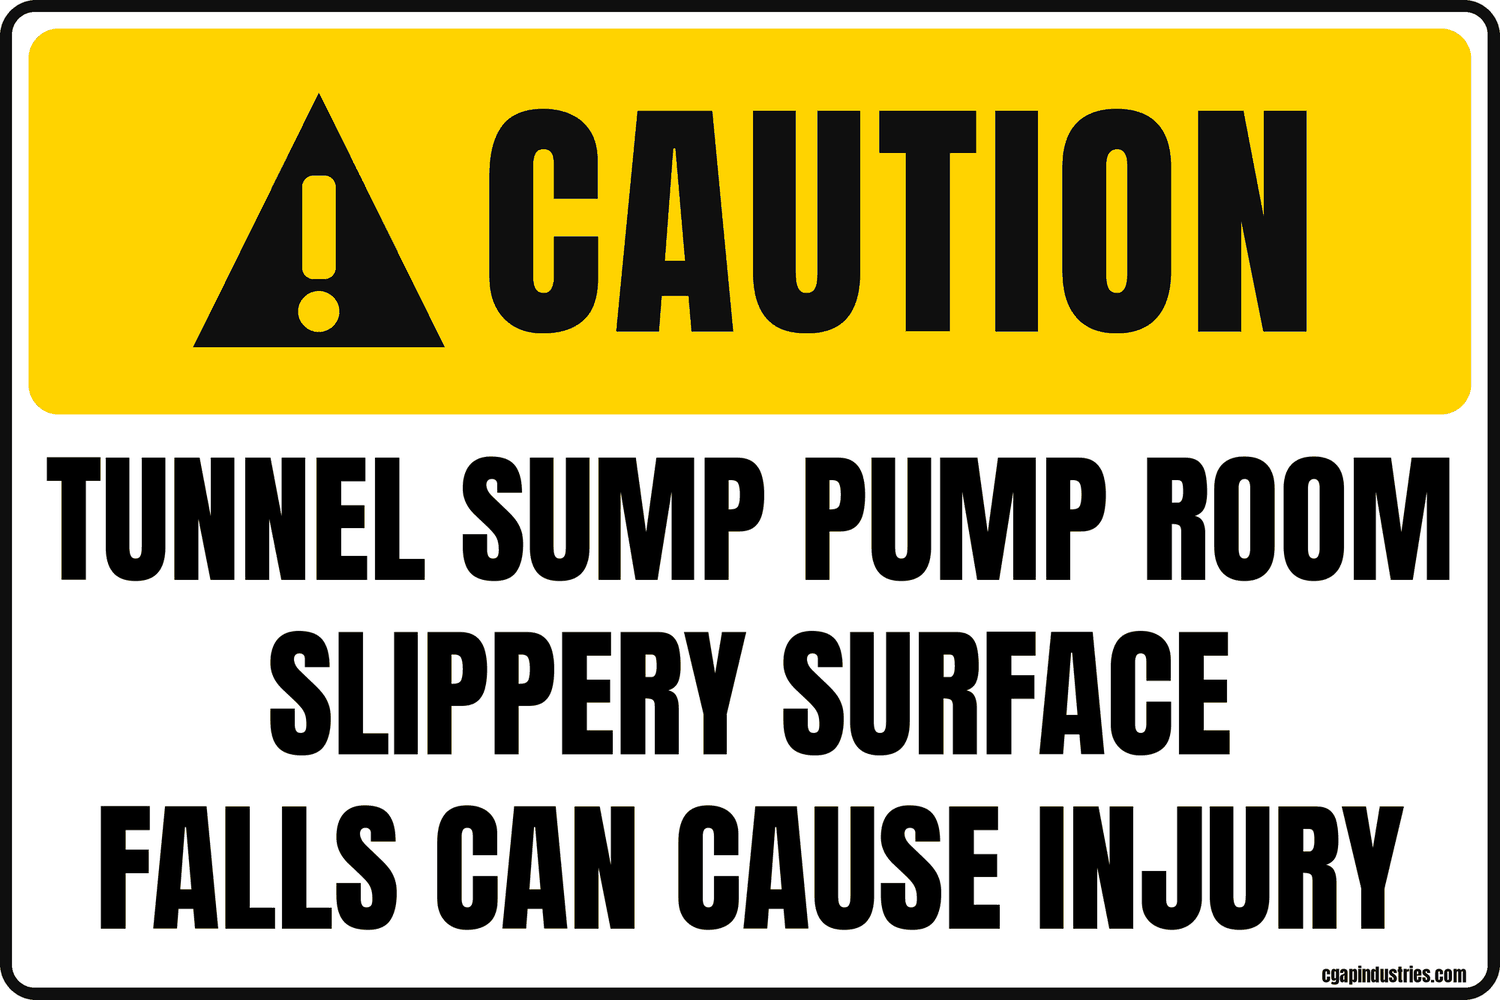 CAUTION
TUNNEL SUMP PUMP ROOM
SLIPPERY SURFACE
FALLS CAN CAUSE INJURY
cgapindustries.com